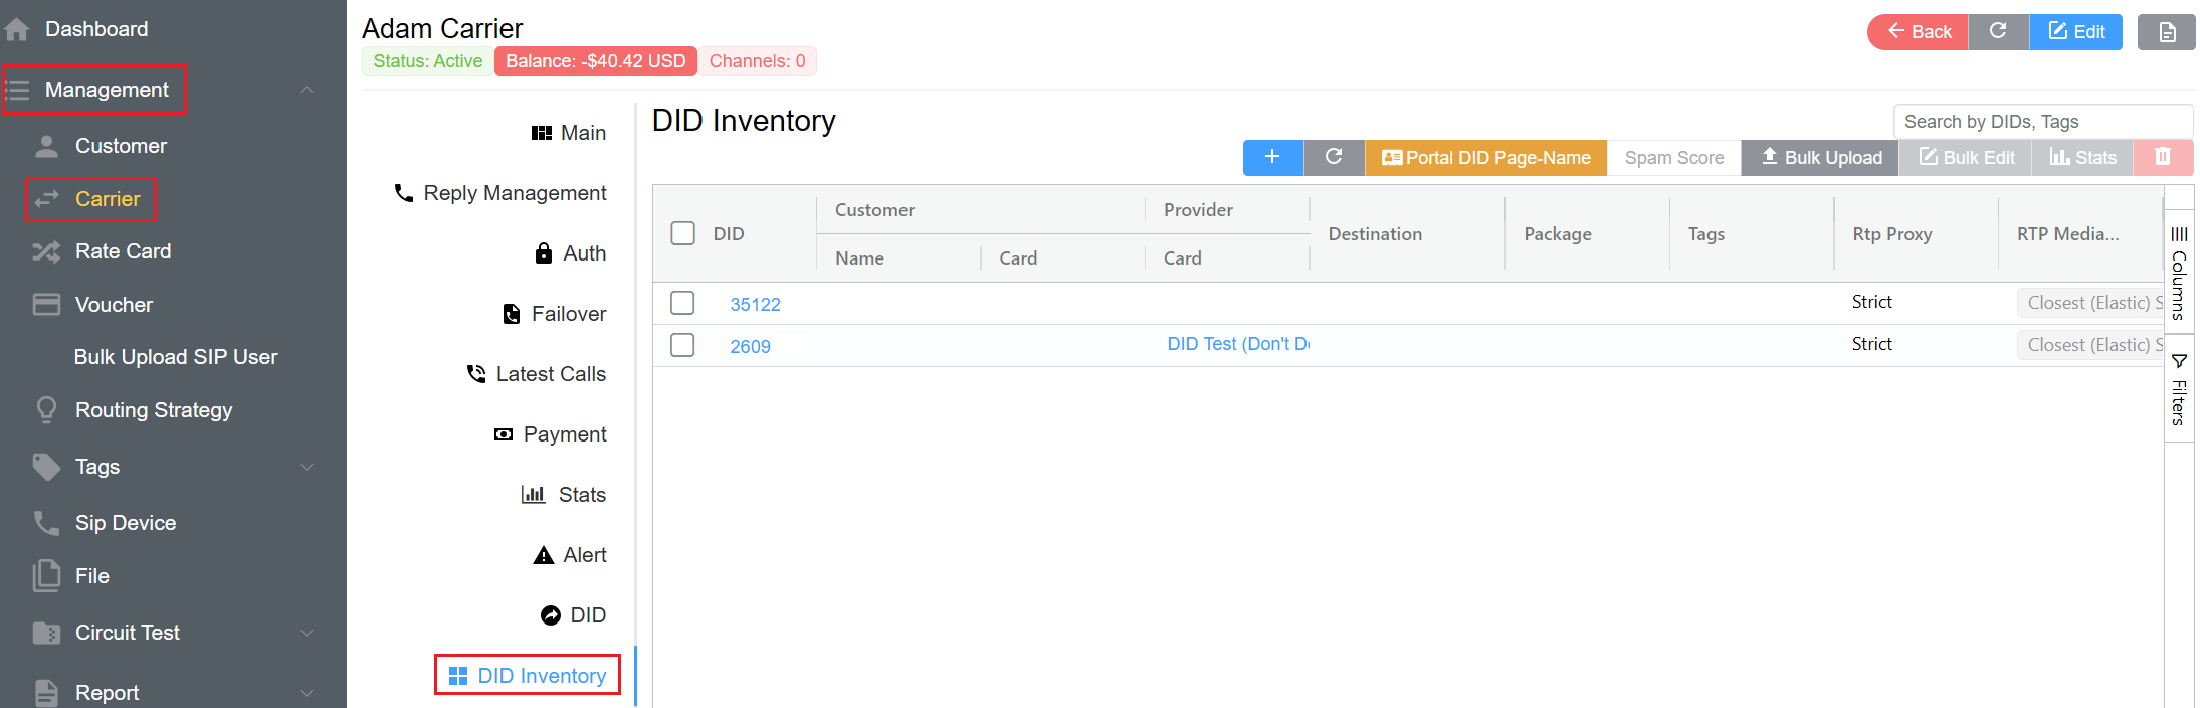 Dashboard
Management
Customer
Carrier
Rate Card
Voucher
Bulk Upload SIP User
Routing Strategy
Tags
Sip Device
File
Circuit Test
Report
Adam Carrier
Status: Active
Balance: -$40.42 USD
Channels: 0
Back
Edit
Main
Reply Management
Auth
Failover
Latest Calls
Payment
Stats
Alert
DID
DID Inventory
DID Inventory
Search by DIDs, Tags
Portal DID Page-Name
Spam Score
Bulk Upload
Bulk Edit
Stats
DID
Customer
Provider
Name
Card
Card
Destination
Package
Tags
Rtp Proxy
RTP Media...
35122
Strict
Closest (Elastic) S
2609
DID Test (Don't D
Strict
Closest (Elastic) S
Columns
Filters